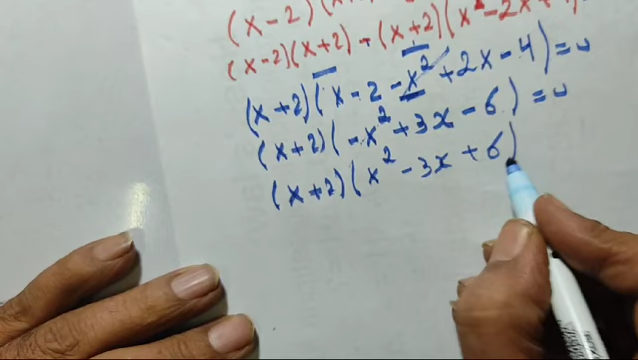 (x-2)(x
(x-2)(x+2) - (x+2)(x²-2x+4)
(x+2)(x-2-x²+2x-4)=0
(x+2)(-x²+3x-6)=0
(x+2)(x²-3x+6)